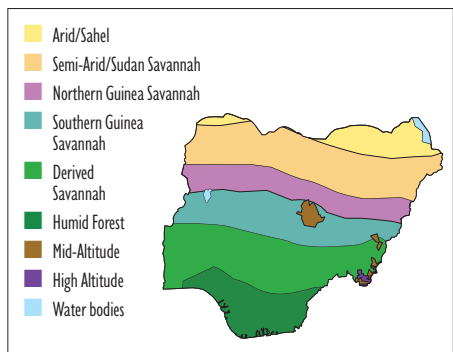 Arid/Sahel
Semi-Arid/Sudan Savannah
Northern Guinea Savannah
Southern Guinea
Savannah
Derived
Savannah
Humid Forest
Mid-Altitude
High Altitude
Water bodies